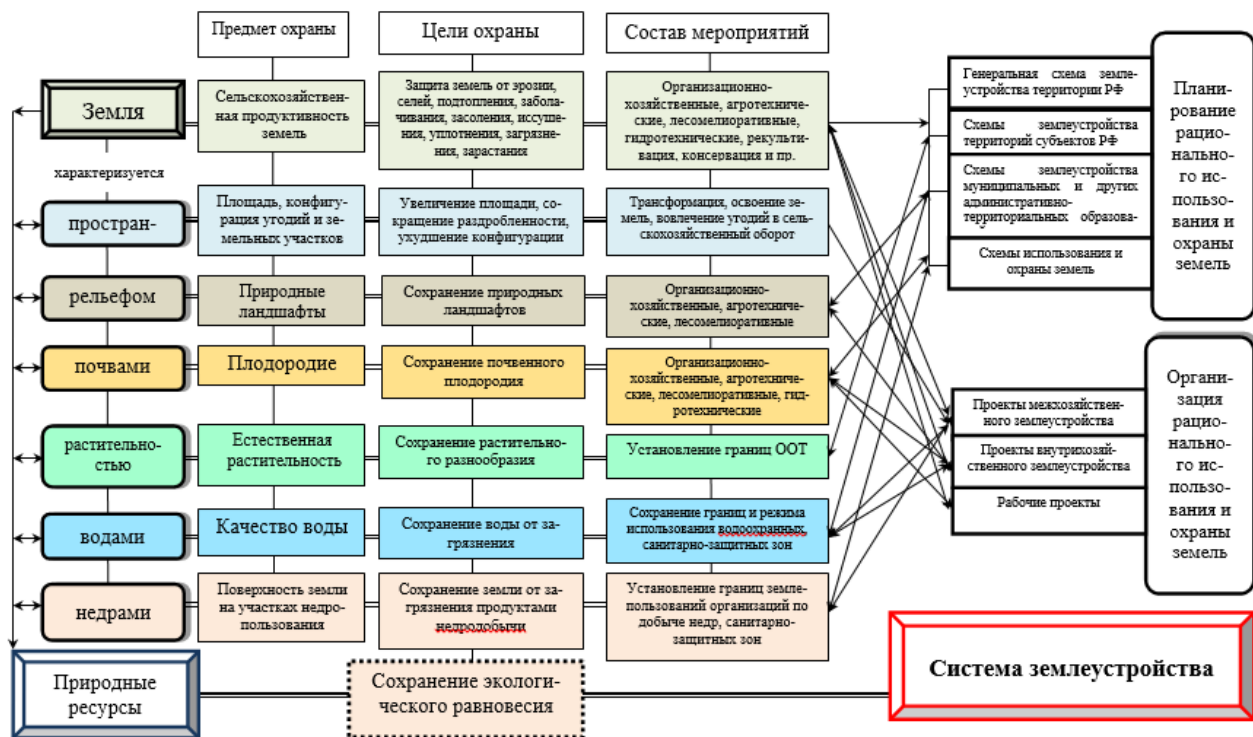 Предмет охраны
Цели охраны
Состав мероприятий
Земля
Сельскохозяйствен-
ная продуктивность
земель
Защита земель от эрозии,
селей, подтопления, забола-
чивания, засоления, иссуше-
ния, уплотнения, загрязне-
ния, зарастания
Организационно-
хозяйственные, агротехниче-
ские, лесомелиоративные,
гидротехнические, рекульти-
вация, консервация и пр.
характеризуется
простран-
Площадь, конфигу-
рация угодий и зе-
мельных участков
Увеличение площади, со-
кращение раздробленности,
ухудшение конфигурации
Трансформация, освоение зе-
мель, вовлечение угодий в сель-
скохозяйственный оборот
рельефом
Природные
ландшафты
Сохранение природных
ландшафтов
Организационно-
хозяйственные, агротехниче-
ские, лесомелиоративные
почвами
Плодородие
Сохранение почвенного
плодородия
Организационно-
хозяйственные, агротехниче-
ские, лесомелиоративные, гид-
ротехнические
растительно-
стью
Естественная
растительность
Сохранение растительно-
го разнообразия
Установление границ ООТ
водами
Качество воды
Сохранение воды от за-
грязнения
Сохранение границ и режима
использования водоохранных,
санитарно-защитных зон
недрами
Поверхность земли
на участках недро-
пользования
Сохранение земли от за-
грязнения продуктами
недродобычи
Установление границ земле-
пользований организаций по
добыче недр, санитарно-
защитных зон
Природные
ресурсы
Сохранение экологи-
ческого равновесия
Система землеустройства
Генеральная схема земле-
устройства территории РФ
Схемы землеустройства
территорий субъектов РФ
Схемы землеустройства
муниципальных и других
административно-
территориальных образова-
Схемы использования и
охраны земель
Плани-
рование
рацио-
нального ис-
пользо-
вания и
охраны
земель
Проекты межхозяйствен-
ного землеустройства
Проекты внутрихозяй-
ственного землеустройства
Рабочие проекты
Органи-
зация
рацио-
нального ис-
пользо-
вания и
охраны
земель